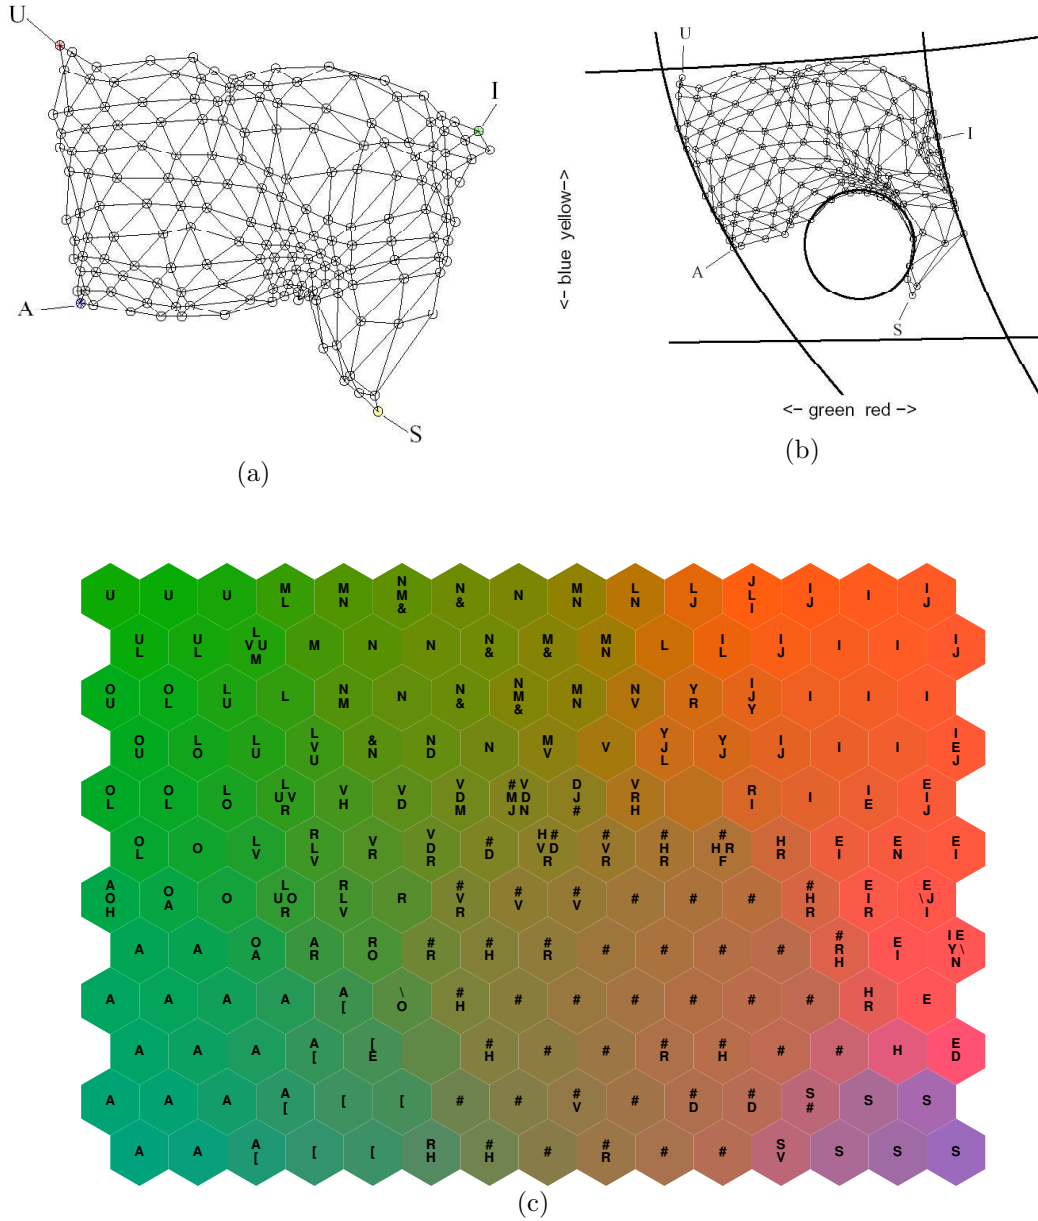 U
I
A
S
(a)
U
I
A
S
<- blue yellow->
<- green red ->
(b)
U U U M N N N M L L J I I I
L N M & N N J L J J
& I
U U L M N N N M M L I I I I I
L L V U & & N L J J
M
O O L L N N N N M N Y I I I I
U L U M & M N V R J
& Y
O L L L & N N M V Y Y I I I I
U O U V N D V J J J E
U L J
O O L L V V V # V D V R I I E
L L O U V H D D M D J R I E I
R M J N # H J
O O L R V V # H # # # # H E E E
L V L R D D V D V H H R R I N I
V R R R R F
A O O L R R # # # # # # # E E
O A U O L V V V H I \ J
H R V R R R I
A A O A R # # # # # # # # E I E
A R O R H R R I Y \
H N
A A A A A \ # # # # # # # H E
[ O H R
A A A A [ # # # # # # # H E
[ E H R H D
A A A A [ [ # # # # # # S S S
[ V D D #
A A A [ [ R # # # # # S S S S
[ H H R V
(c)